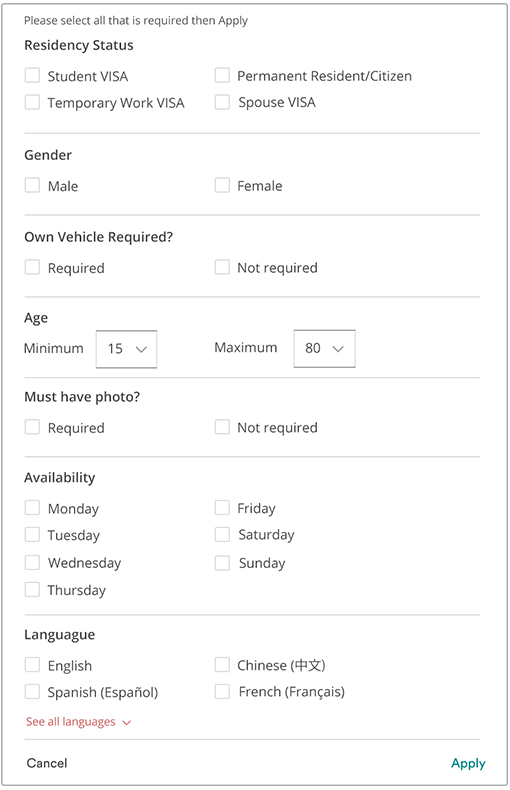 Please select all that is required then Apply
Residency Status
Student VISA Permanent Resident/Citizen
Temporary Work VISA Spouse VISA
Gender
Male Female
Own Vehicle Required?
Required Not required
Age
Minimum 15 Maximum 80
Must have photo?
Required Not required
Availability
Monday Friday
Tuesday Saturday
Wednesday Sunday
Thursday
Languague
English Chinese (中文)
Spanish (Español) French (Français)
See all languages
Cancel Apply